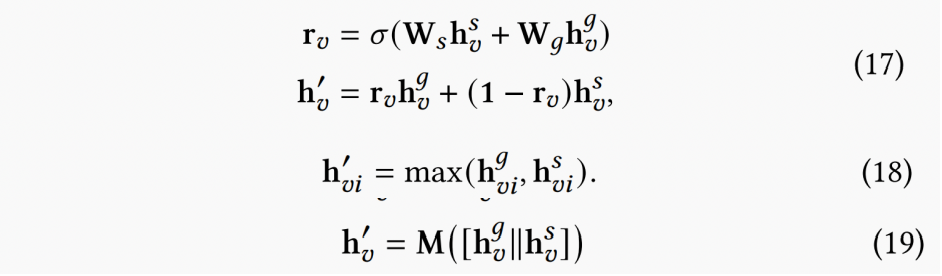 r_v = σ(W_s h_v^s + W_g h_v^g)
(17)
h′_v = r_v h_v^g + (1 − r_v)h_v^s,
h′_{vi} = max(h_{vi}^g, h_{vi}^s). (18)
h′_v = M([h_v^g∥h_v^s]) (19)